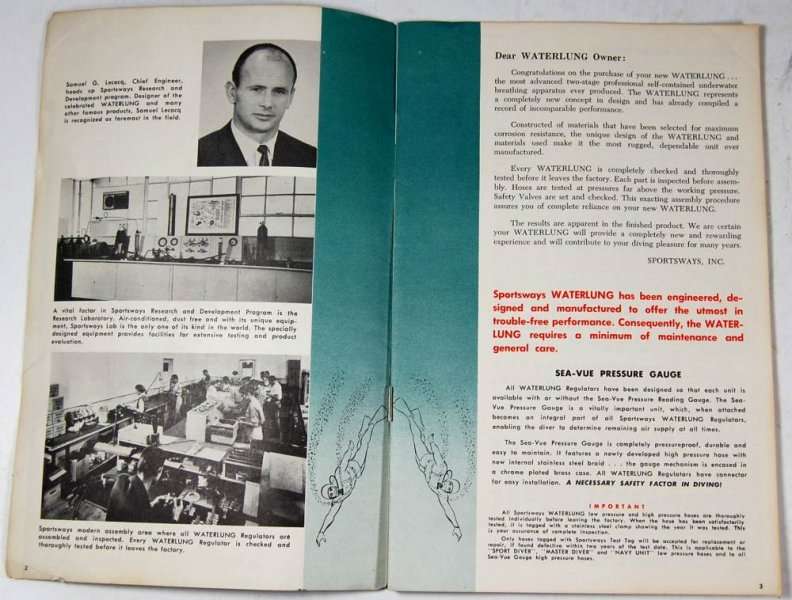 Samuel G. Lecocq, Chief Engineer,
heads up Sportsways Research and
Development program. Designer of the
celebrated WATERLUNG and many
other famous products, Samuel Lecocq
is recognized as foremost in the field.
A vital factor in Sportsways Research and Development Program is the
Research Laboratory. Air-conditioned, dust free and with its unique equip-
ment, Sportsways Lab is the only one of its kind in the world. The specially
designed equipment provides facilities for extensive testing and product
evaluation.
Sportsways modern assembly area where all WATERLUNG Regulators are
assembled and inspected. Every WATERLUNG Regulator is checked and
thoroughly tested before it leaves the factory.
2
Dear WATERLUNG Owner:
Congratulations on the purchase of your new WATERLUNG . . .
the most advanced two-stage professional self-contained underwater
breathing apparatus ever produced. The WATERLUNG represents
a completely new concept in design and has already compiled a
record of incomparable performance.
Constructed of materials that have been selected for maximum
corrosion resistance, the unique design of the WATERLUNG and
materials used make it the most rugged, dependable unit ever
manufactured.
Every WATERLUNG is completely checked and thoroughly
tested before it leaves the factory. Each part is inspected before assem-
bly. Hoses are tested at pressures far above the working pressure.
Safety Valves are set and checked. This exacting assembly procedure
assures you of complete reliance on your new WATERLUNG.
The results are apparent in the finished product. We are certain
your WATERLUNG will provide a completely new and rewarding
experience and will contribute to your diving pleasure for many years.
SPORTSWAYS, INC.
Sportsways WATERLUNG has been engineered, de-
signed and manufactured to offer the utmost in
trouble-free performance. Consequently, the WATER-
LUNG requires a minimum of maintenance and
general care.
SEA-VUE PRESSURE GAUGE
All WATERLUNG Regulators have been designed so that each unit is
available with or without the Sea-Vue Pressure Reading Gauge. The Sea-
Vue Pressure Gauge is a vitally important unit, which, when attached
becomes an integral part of all Sportsways WATERLUNG Regulators,
enabling the diver to determine remaining air supply at all times.
The Sea-Vue Pressure Gauge is completely pressureproof, durable and
easy to maintain. It features a newly developed high pressure hose with
new internal stainless steel braid . . . the gauge mechanism is encased in
a chrome plated brass case. All WATERLUNG Regulators have connector
for easy installation. A NECESSARY SAFETY FACTOR IN DIVING!
IMPORTANT
All Sportsways WATERLUNG low pressure and high pressure hoses are thoroughly
tested individually before leaving the factory. When the hose has been satisfactorily
tested, it is tagged with a stainless steel clamp showing the year it was tested. This
is your assurance of complete inspection.
Only hoses tagged with Sportsways Test Tag will be accepted for replacement or
repair, if found defective within two years of the test date. This is applicable to the
"SPORT DIVER", "MASTER DIVER" and "NAVY UNIT" low pressure hoses and to all
Sea-Vue Gauge high pressure hoses.
3